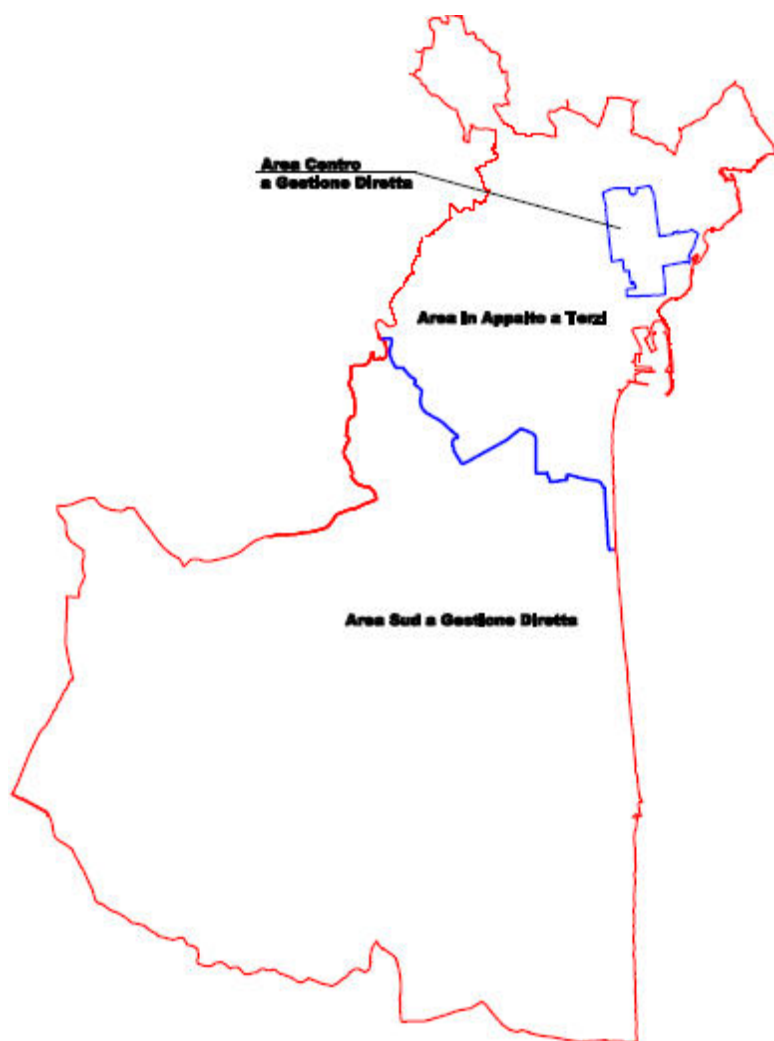 Area Centro
a Gestione Diretta
Area in Appalto a Terzi
Area Sud a Gestione Diretta